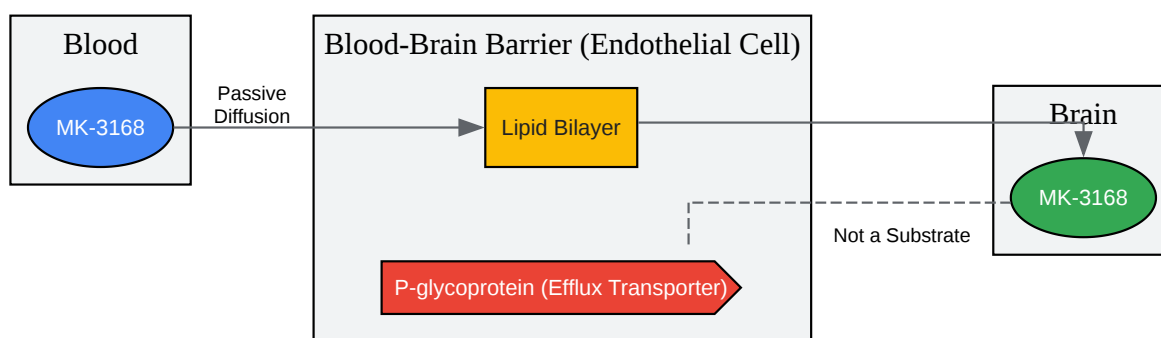 Blood
MK-3168
Passive
Diffusion
Blood-Brain Barrier (Endothelial Cell)
Lipid Bilayer
P-glycoprotein (Efflux Transporter)
Brain
MK-3168
Not a Substrate